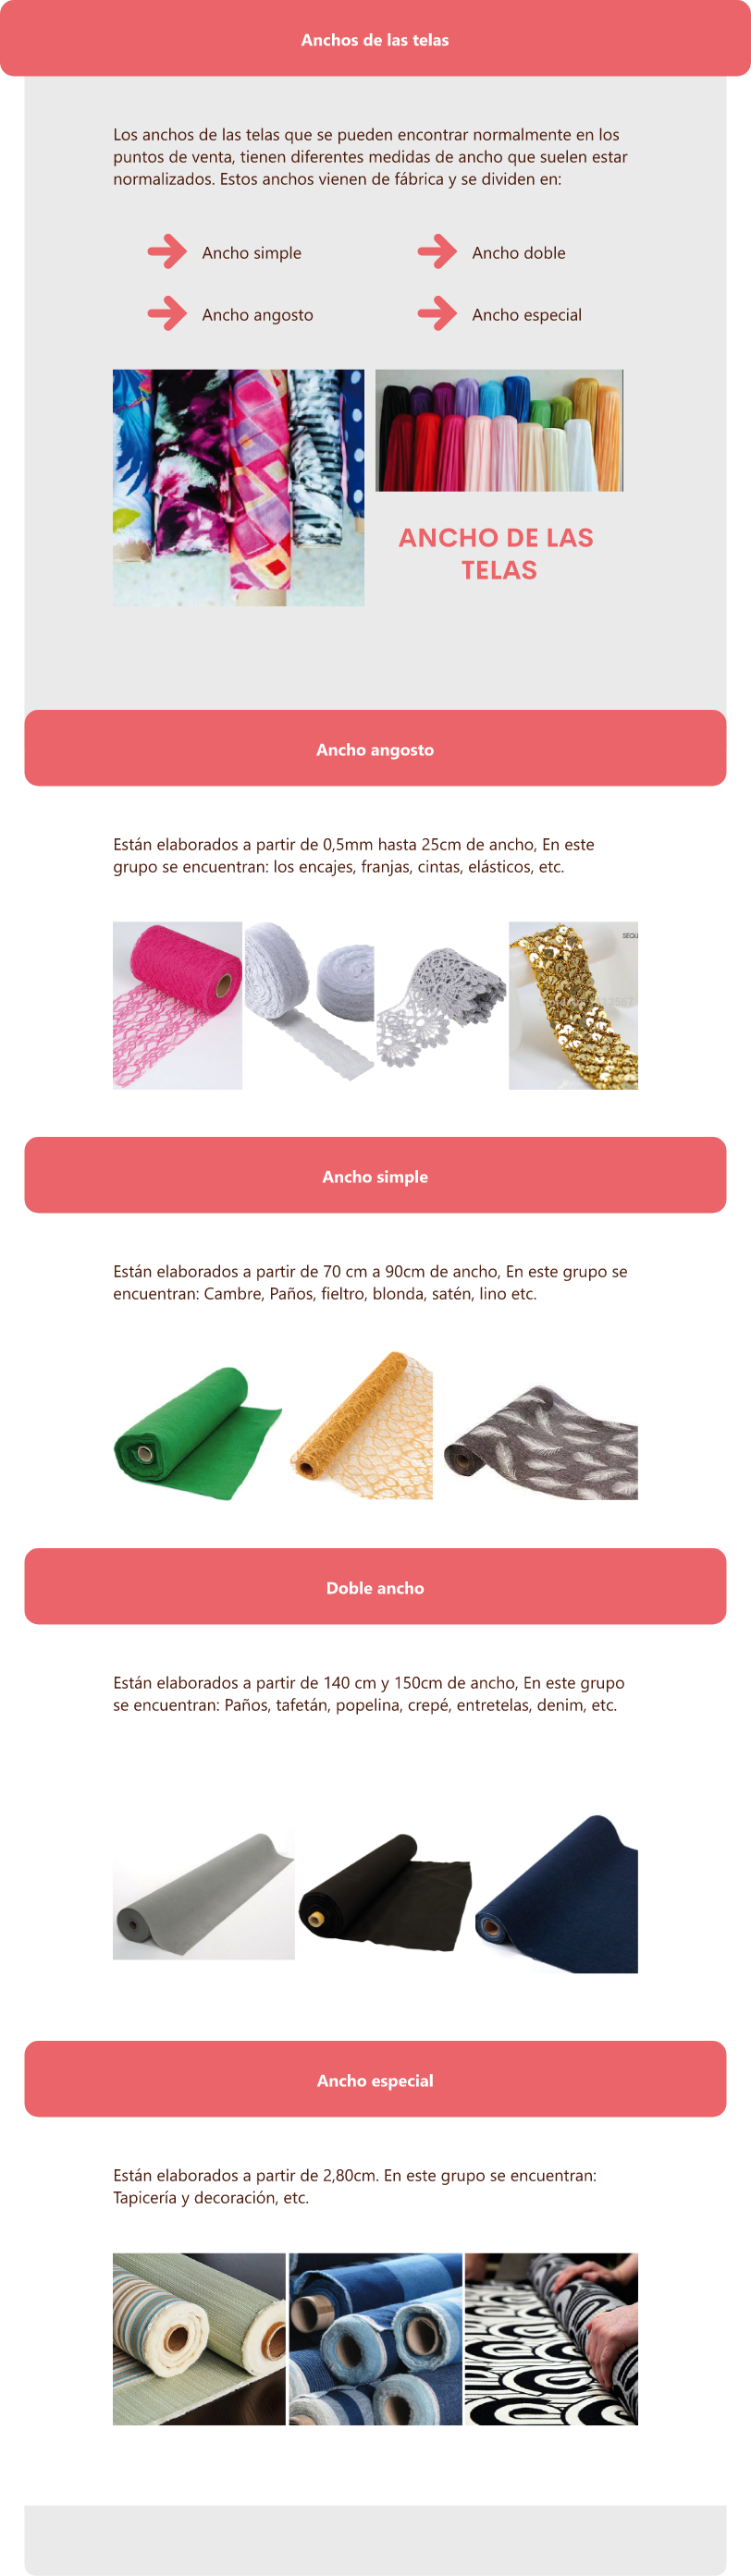 Anchos de las telas
Los anchos de las telas que se pueden encontrar normalmente en los
puntos de venta, tienen diferentes medidas de ancho que suelen estar
normalizados. Estos anchos vienen de fábrica y se dividen en:
Ancho simple
Ancho doble
Ancho angosto
Ancho especial
ANCHO DE LAS
TELAS
Ancho angosto
Están elaborados a partir de 0,5mm hasta 25cm de ancho, En este
grupo se encuentran: los encajes, franjas, cintas, elásticos, etc.
Ancho simple
Están elaborados a partir de 70 cm a 90cm de ancho, En este grupo se
encuentran: Cambre, Paños, fieltro, blonda, satén, lino etc.
Doble ancho
Están elaborados a partir de 140 cm y 150cm de ancho, En este grupo
se encuentran: Paños, tafetán, popelina, crepé, entretelas, denim, etc.
Ancho especial
Están elaborados a partir de 2,80cm. En este grupo se encuentran:
Tapicería y decoración, etc.